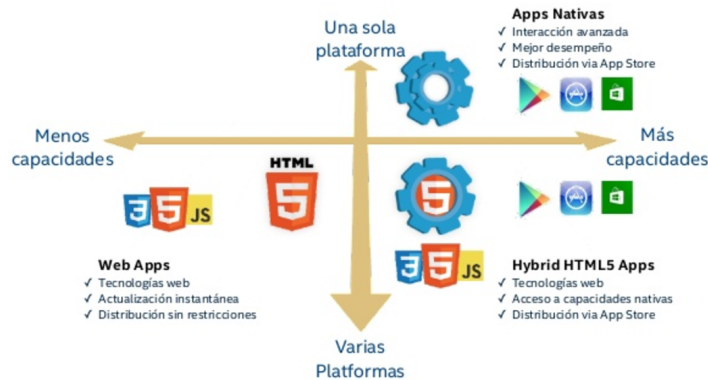 Apps Nativas
✓ Interacción avanzada
✓ Mejor desempeño
✓ Distribución via App Store
Una sola
plataforma
Menos
capacidades
Más
capacidades
HTML
5
5
3 5 JS
3 5 JS
Web Apps
✓ Tecnologías web
✓ Actualización instantánea
✓ Distribución sin restricciones
Hybrid HTML5 Apps
✓ Tecnologías web
✓ Acceso a capacidades nativas
✓ Distribución via App Store
Varias
Platformas